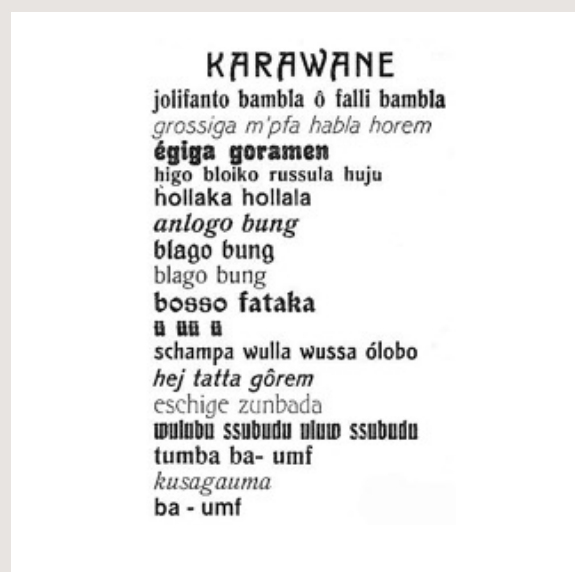 KARAWANE
jolifanto bambla ô falli bambla
grossiga m'pfa habla horem
égiga goramen
higo bloiko russula huju
hollaka hollala
anlogo bung
blago bung
blago bung
bosso fataka
ü üü ü
schampa wulla wussa ólobo
hej tatta gôrem
eschige zunbada
wulubu ssubudu uluw ssubudu
tumba ba- umf
kusagauma
ba - umf